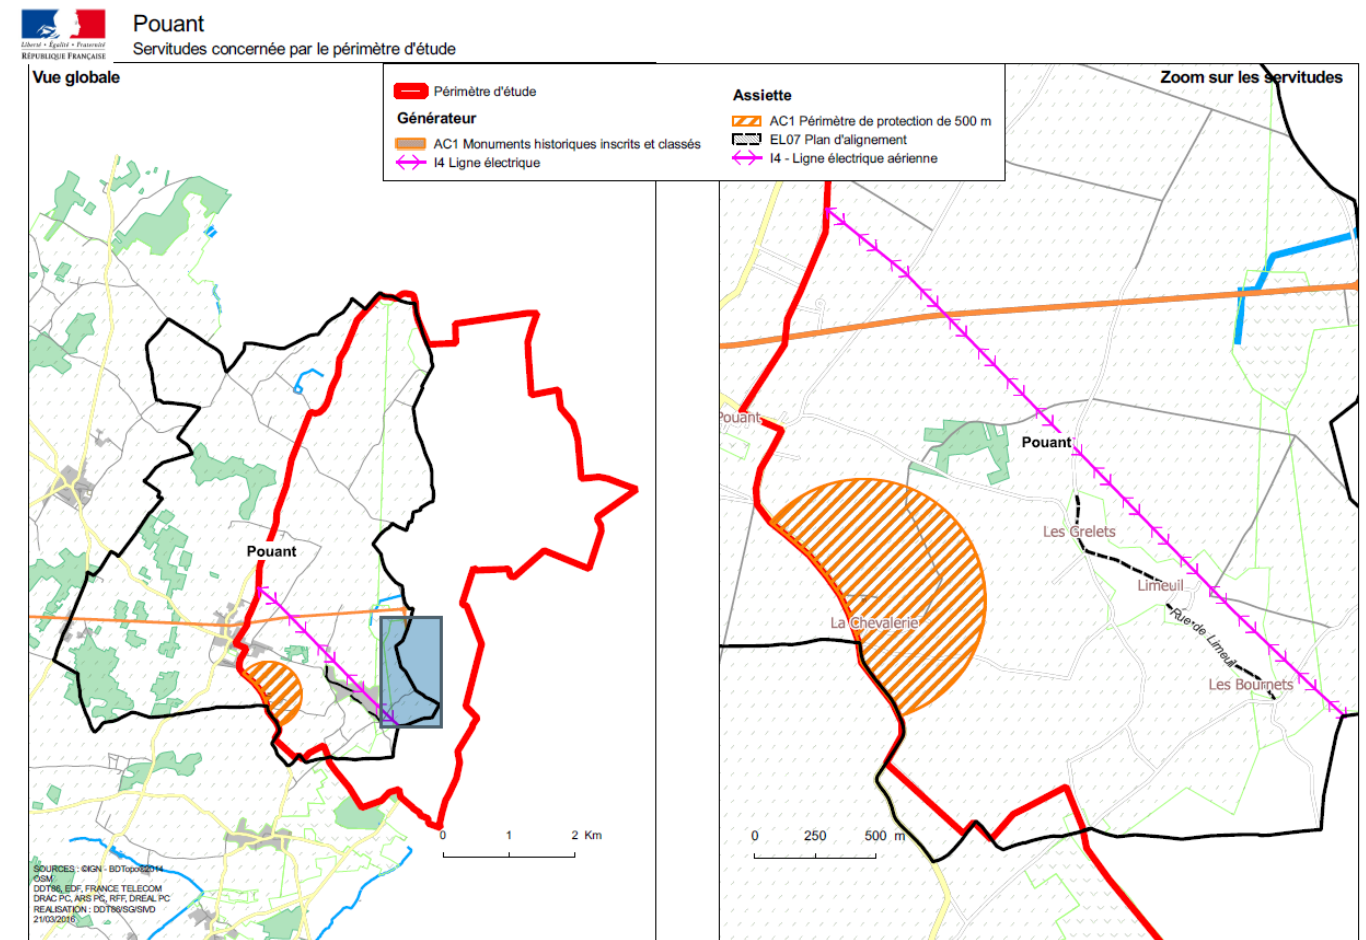 Pouant
Servitudes concernée par le périmètre d'étude
Liberté • Égalité • Fraternité
RÉPUBLIQUE FRANÇAISE
Vue globale
Périmètre d'étude
Générateur
AC1 Monuments historiques inscrits et classés
I4 Ligne électrique
Assiette
AC1 Périmètre de protection de 500 m
EL07 Plan d'alignement
I4 - Ligne électrique aérienne
Zoom sur les servitudes
Pouant
0 1 2 Km
SOURCES : ©IGN - BDTopo©2014
OSM
DDT86, EDF, FRANCE TELECOM
DRAC PC, ARS PC, RFF, DREAL PC
REALISATION : DDT86/SG/SIVD
21/03/2016
Pouant
Pouant
Les Grelets
Limeuil
Rue de Limeuil
La Chevalerie
Les Bournets
0 250 500 m